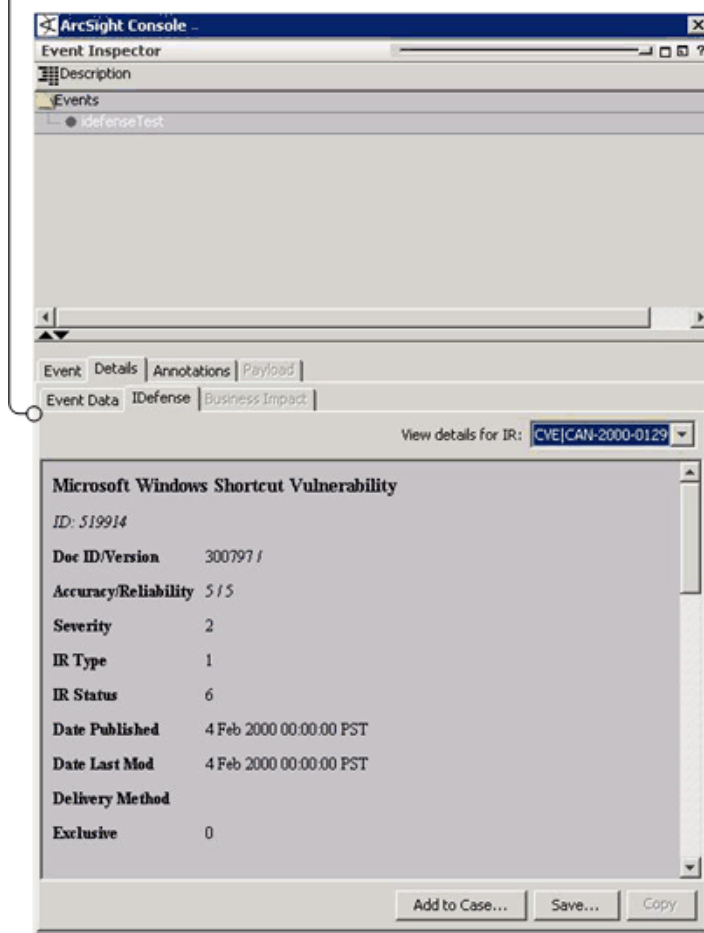 ArcSight Console –
Event Inspector ?
Description
Events
idefenseTest
Event Details Annotations Payload
Event Data IDefense Business Impact
View details for IR: CVE|CAN-2000-0129
Microsoft Windows Shortcut Vulnerability
ID: 519914
Doc ID/Version 300797 /
Accuracy/Reliability 5 / 5
Severity 2
IR Type 1
IR Status 6
Date Published 4 Feb 2000 00:00:00 PST
Date Last Mod 4 Feb 2000 00:00:00 PST
Delivery Method
Exclusive 0
Add to Case... Save... Copy